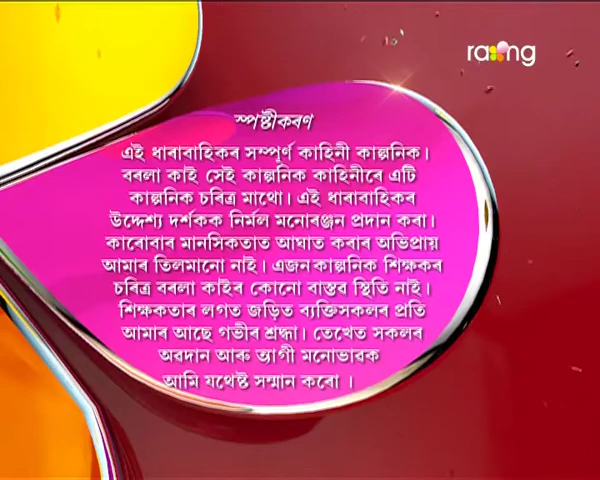 rang
স্পষ্টীকৰণ
এই ধাৰাবাহিকৰ সম্পূৰ্ণ কাহিনী কাল্পনিক।
বৰলা কাই সেই কাল্পনিক কাহিনীৰে এটি
কাল্পনিক চৰিত্ৰ মাথো। এই ধাৰাবাহিকৰ
উদ্দেশ্য দৰ্শকক নিৰ্মল মনোৰঞ্জন প্ৰদান কৰা।
কাৰোবাৰ মানসিকতাত আঘাত কৰাৰ অভিপ্ৰায়
আমাৰ তিলমানো নাই। এজন কাল্পনিক শিক্ষকৰ
চৰিত্ৰ বৰলা কাইৰ কোনো বাস্তৱ স্থিতি নাই।
শিক্ষকতাৰ লগত জড়িত ব্যক্তিসকলৰ প্ৰতি
আমাৰ আছে গভীৰ শ্ৰদ্ধা। তেখেত সকলৰ
অৱদান আৰু ত্যাগী মনোভাৱক
আমি যথেষ্ট সন্মান কৰো ।